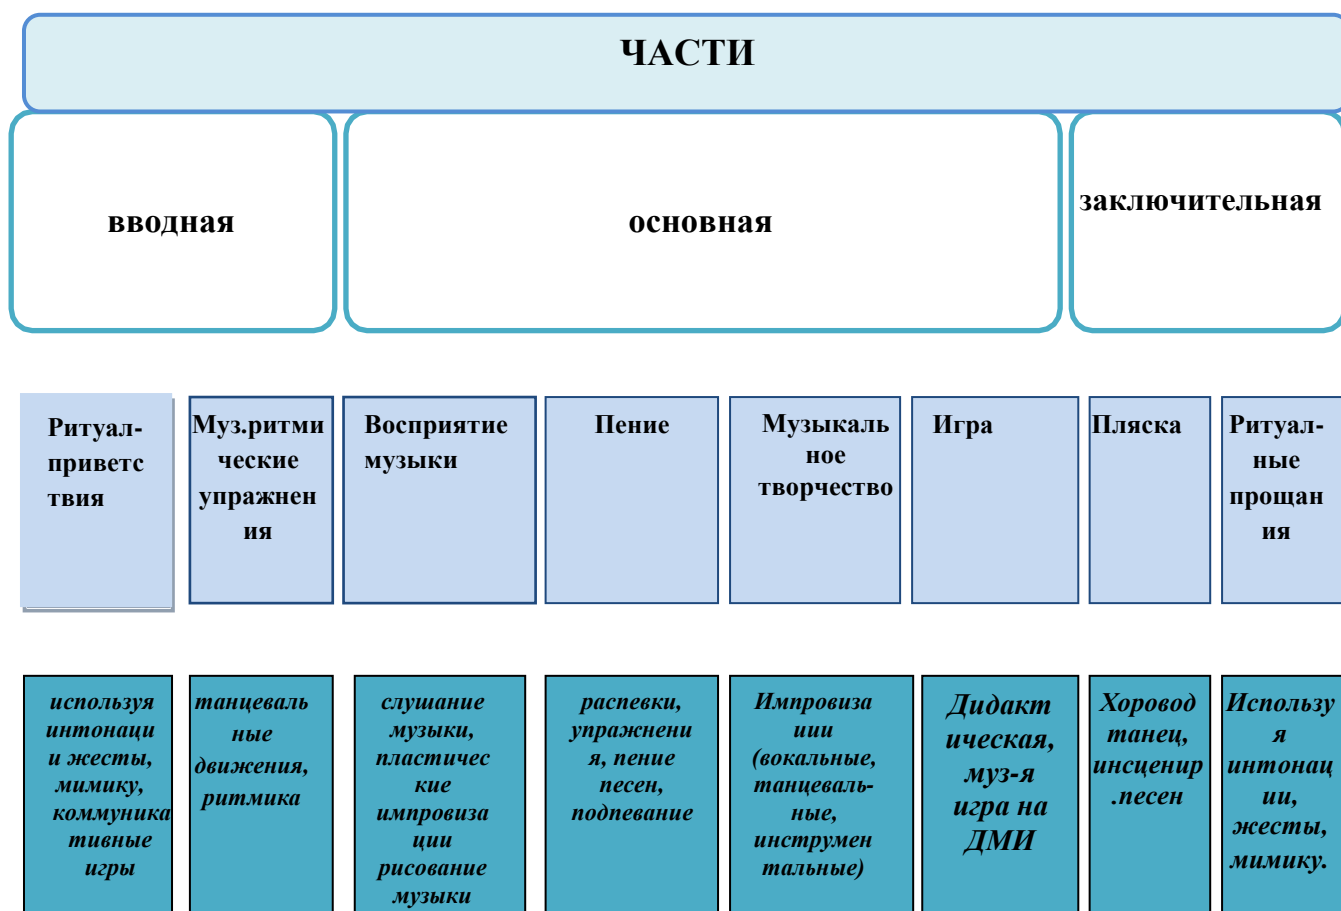 ЧАСТИ
вводная
основная
заключительная
Ритуал-
приветс
твия
Муз.ритми
ческие
упражнен
ия
Восприятие
музыки
Пение
Музыкаль
ное
творчество
Игра
Пляска
Ритуал-
ные
прощан
ия
используя
интонаци
и жесты,
мимику,
коммуника
тивные
игры
танцеваль
ные
движения,
ритмика
слушание
музыки,
пластичес
кие
импровиза
ции
рисование
музыки
распевки,
упражнени
я, пение
песен,
подпевание
Импровиза
иии
(вокальные,
танцеваль-
ные,
инструмен
тальные)
Дидакт
ическая,
муз-я
игра на
ДМИ
Хоровод
танец,
инсценир
.песен
Использу
я
интонац
ии,
жесты,
мимику.